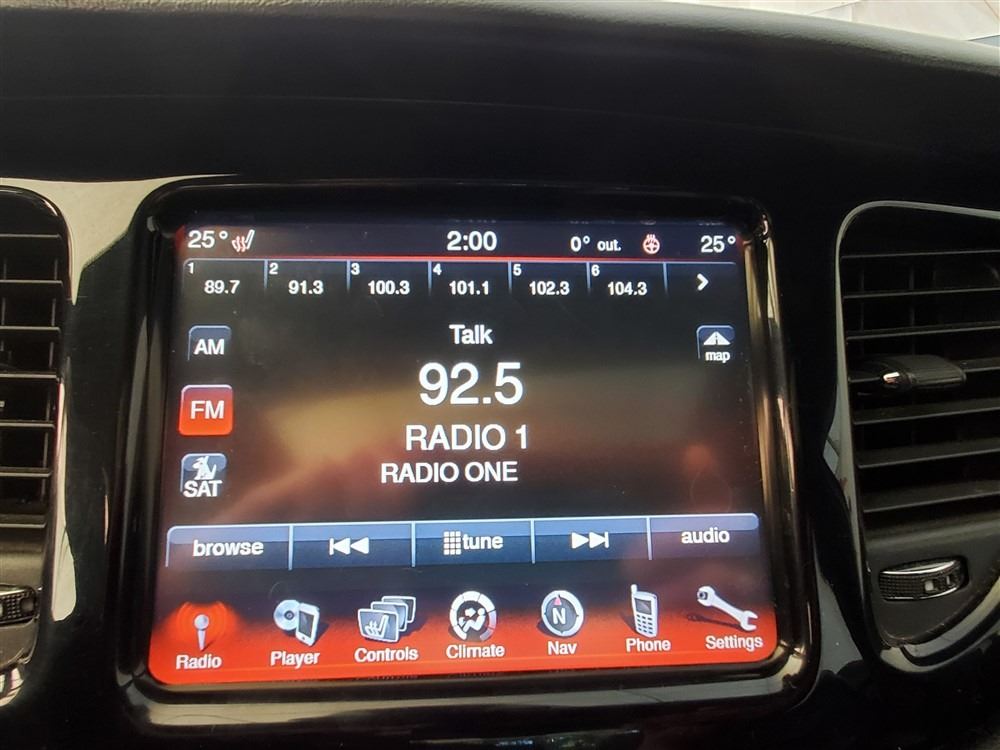 25° 2:00 0° out. 25°
1 2 3 4 5 6
89.7 91.3 100.3 101.1 102.3 104.3
Talk
AM
map
92.5
FM
RADIO 1
RADIO ONE
SAT
browse tune audio
N
Radio Player Controls Climate Nav Phone Settings